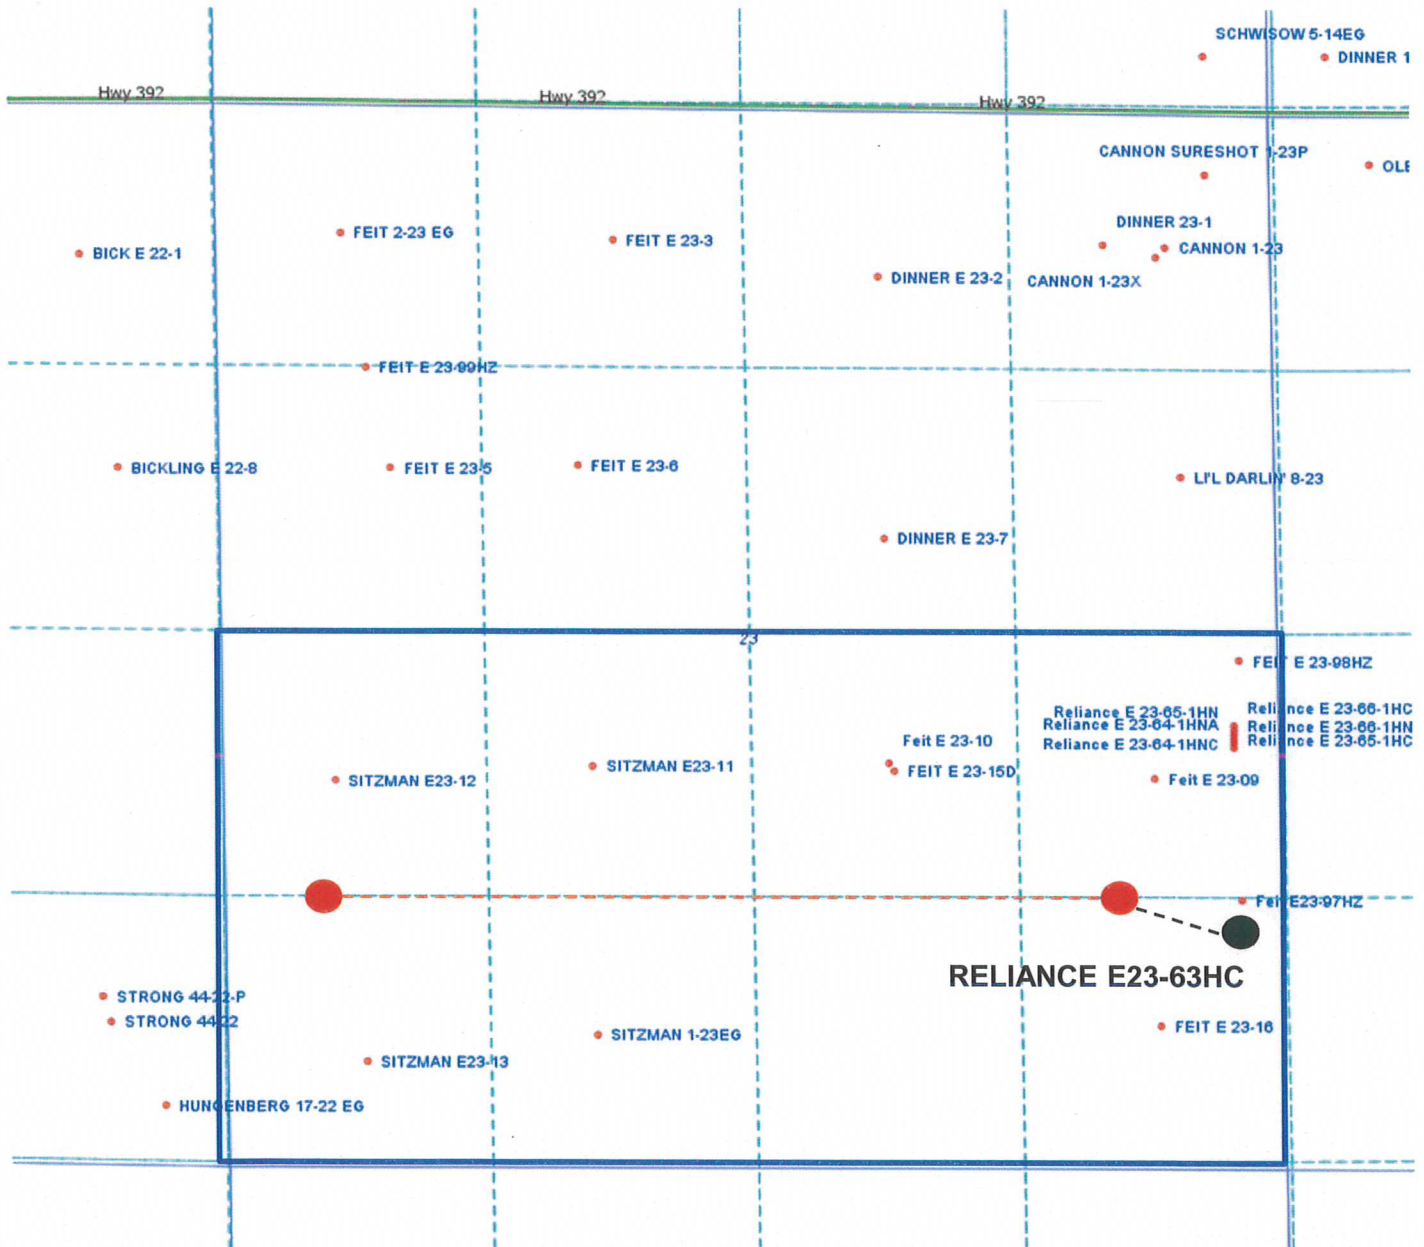 SCHWISOW 5-14EG
DINNER 1
Hwy 392
Hwy 392
Hwy 392
CANNON SURESHOT 1-23P
OLE
DINNER 23-1
FEIT 2-23 EG
FEIT E 23-3
BICK E 22-1
CANNON 1-23
DINNER E 23-2
CANNON 1-23X
FEIT E 23-99HZ
BICKLING E 22-8
FEIT E 23-5
FEIT E 23-6
LI'L DARLIN' 8-23
DINNER E 23-7
23
FEIT E 23-98HZ
Reliance E 23-65-1HN
Reliance E 23-66-1HC
Reliance E 23-64-1HNA
Reliance E 23-66-1HN
Reliance E 23-64-1HNC
Reliance E 23-65-1HC
Feit E 23-10
SITZMAN E23-11
FEIT E 23-15D
SITZMAN E23-12
Feit E 23-09
Feit E23-97HZ
RELIANCE E23-63HC
STRONG 44-22-P
STRONG 44-22
FEIT E 23-16
SITZMAN 1-23EG
SITZMAN E23-13
HUNGENBERG 17-22 EG